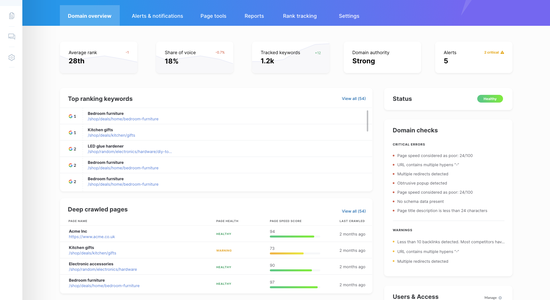 Domain overview
Alerts & notifications
Page tools
Reports
Rank tracking
Settings
Average rank
28th
Share of voice
0.7%
18%
Tracked keywords
1.2k
Domain authority
Strong
Alerts
3 critical
5
Top ranking keywords
View all (54)
G 1
Bedroom furniture
/shop/deals/home/bedroom-furniture
G 1
Kitchen gifts
/shop/deals/kitchen/gifts
G 2
LED glue hardener
/shop/random/electronics/hardware/diy-to...
G 2
Bedroom furniture
/shop/deals/home/bedroom-furniture
G 2
Bedroom furniture
/shop/deals/home/bedroom-furniture
Deep crawled pages
View all (54)
PAGE NAME
PAGE HEALTH
PAGE SPEED SCORE
LAST CRAWLED
Acme Inc
https://www.acme.co.uk
HEALTHY
94
2 months ago
Kitchen gifts
/shop/deals/kitchen/gifts
WARNING
73
2 months ago
Electronic accessories
/shop/random/electronics/hardware
HEALTHY
90
2 months ago
Bedroom furniture
/shop/deals/home/bedroom-furniture
HEALTHY
97
2 months ago
Status
Healthy
Domain checks
CRITICAL ERRORS
Page speed considered as poor: 24/100
URL contains multiple hypens "-"
Multiple redirects detected
Obtrusive popup detected
Page speed considered as poor: 24/100
No schema data present
Page title description is less than 24 characters
WARNINGS
Less than 10 backlinks detected. Most competitors hav...
URL contains multiple hypens "-"
Multiple redirects detected
Users & Access
Manage